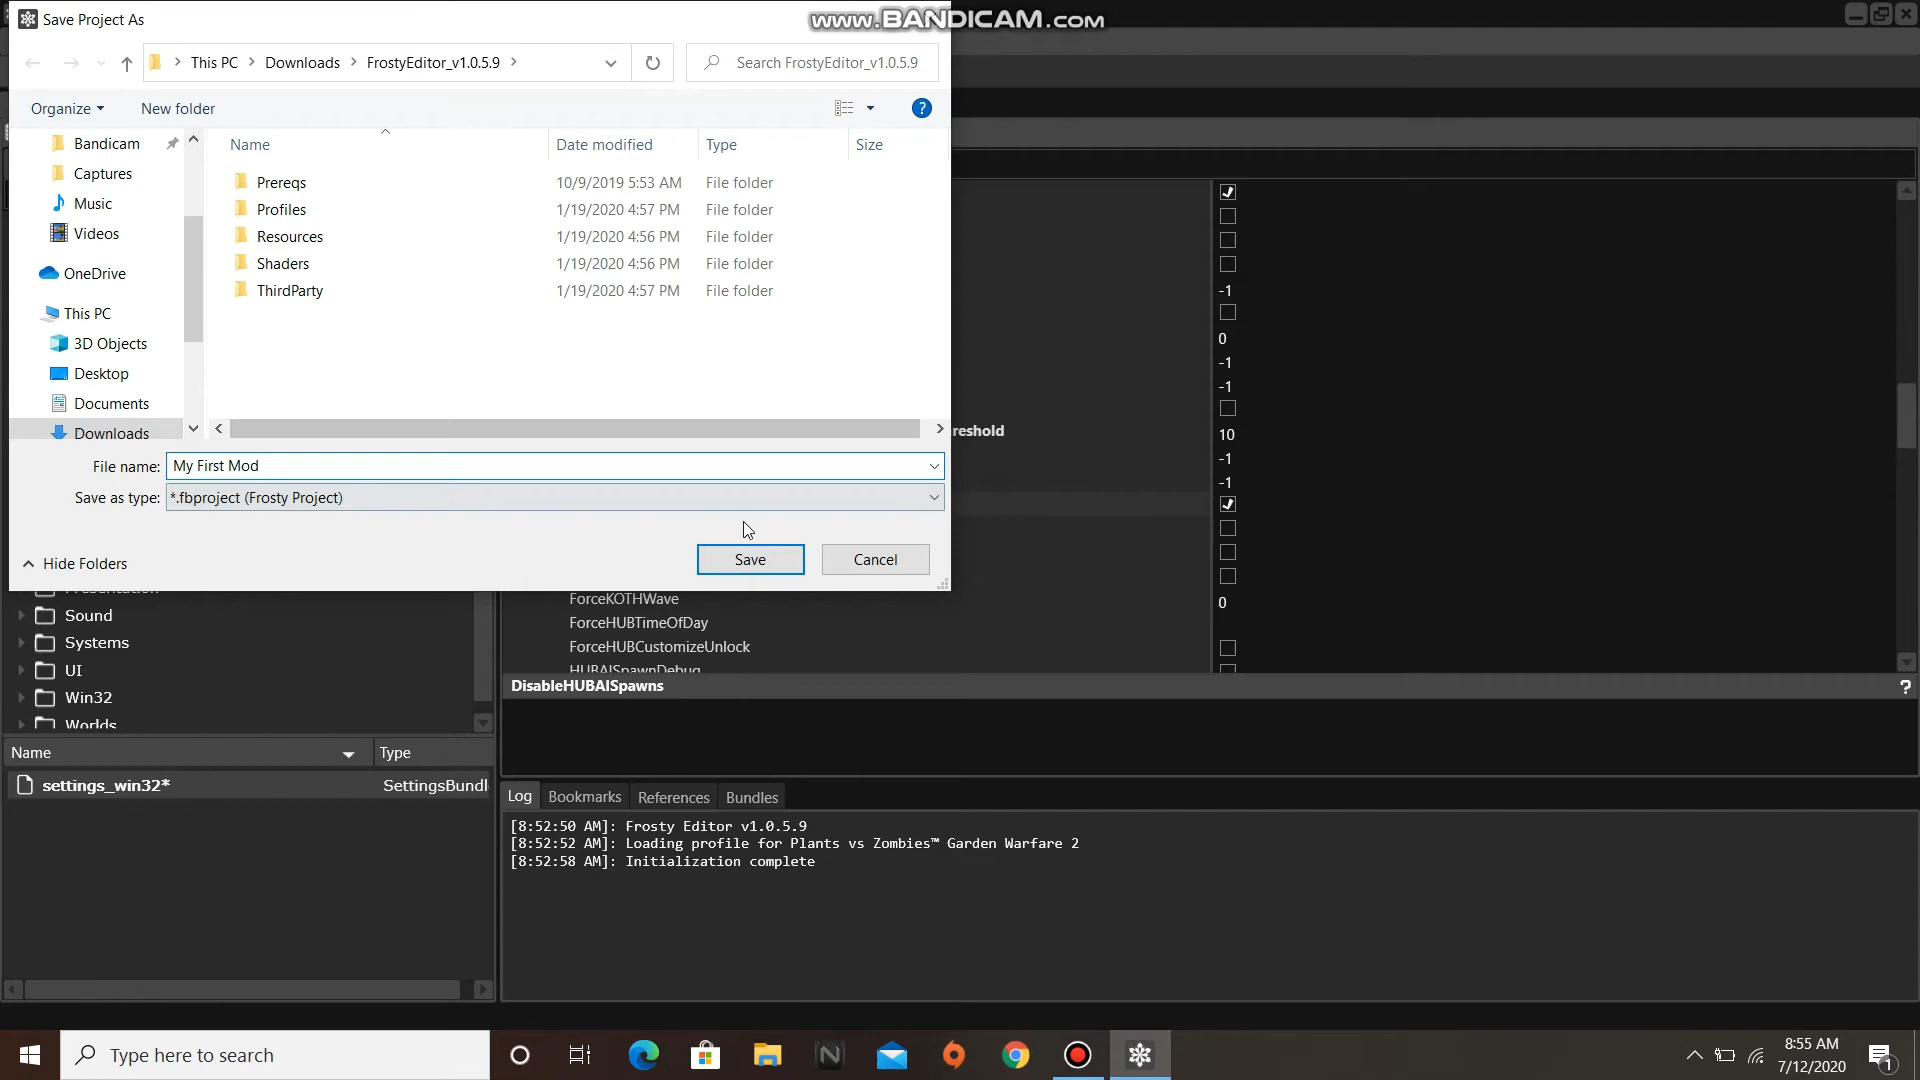 Save Project As
www.BANDICAM.COM
This PC > Downloads > FrostyEditor_v1.0.5.9 >
Search FrostyEditor_v1.0.5.9
Organize
New folder
Bandicam
Captures
Music
Videos
OneDrive
This PC
3D Objects
Desktop
Documents
Downloads
Name Date modified Type Size
Prereqs 10/9/2019 5:53 AM File folder
Profiles 1/19/2020 4:57 PM File folder
Resources 1/19/2020 4:56 PM File folder
Shaders 1/19/2020 4:56 PM File folder
ThirdParty 1/19/2020 4:57 PM File folder
File name: My First Mod
Save as type: *.fbproject (Frosty Project)
Hide Folders
Save
Cancel
-1
0
-1
-1
reshold
10
-1
-1
0
ForceKOTHWave
ForceHUBTimeOfDay
ForceHUBCustomizeUnlock
HUBAISpawnDebug
DisableHUBAISpawns
?
Sound
Systems
UI
Win32
Worlds
Name Type
settings_win32* SettingsBundl
Log Bookmarks References Bundles
[8:52:50 AM]: Frosty Editor v1.0.5.9
[8:52:52 AM]: Loading profile for Plants vs Zombies™ Garden Warfare 2
[8:52:58 AM]: Initialization complete
Type here to search
8:55 AM
7/12/2020
1